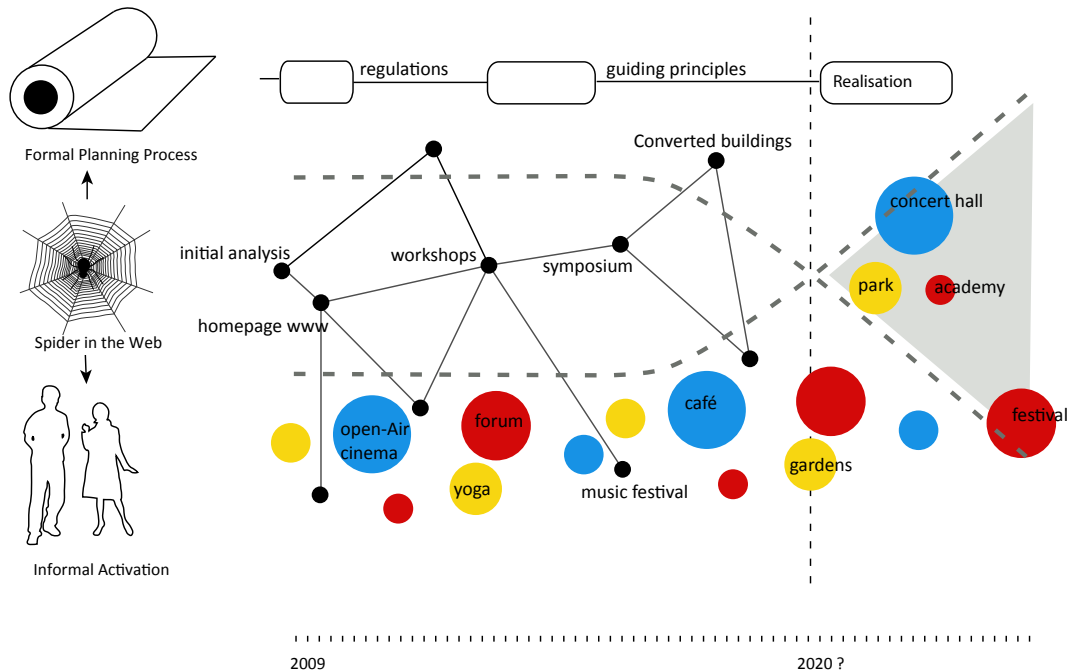 regulations
guiding principles
Realisation
Formal Planning Process
Converted buildings
concert hall
initial analysis
workshops
symposium
park
academy
homepage www
Spider in the Web
café
open-Air
cinema
forum
festival
yoga
music festival
gardens
Informal Activation
2009
2020 ?